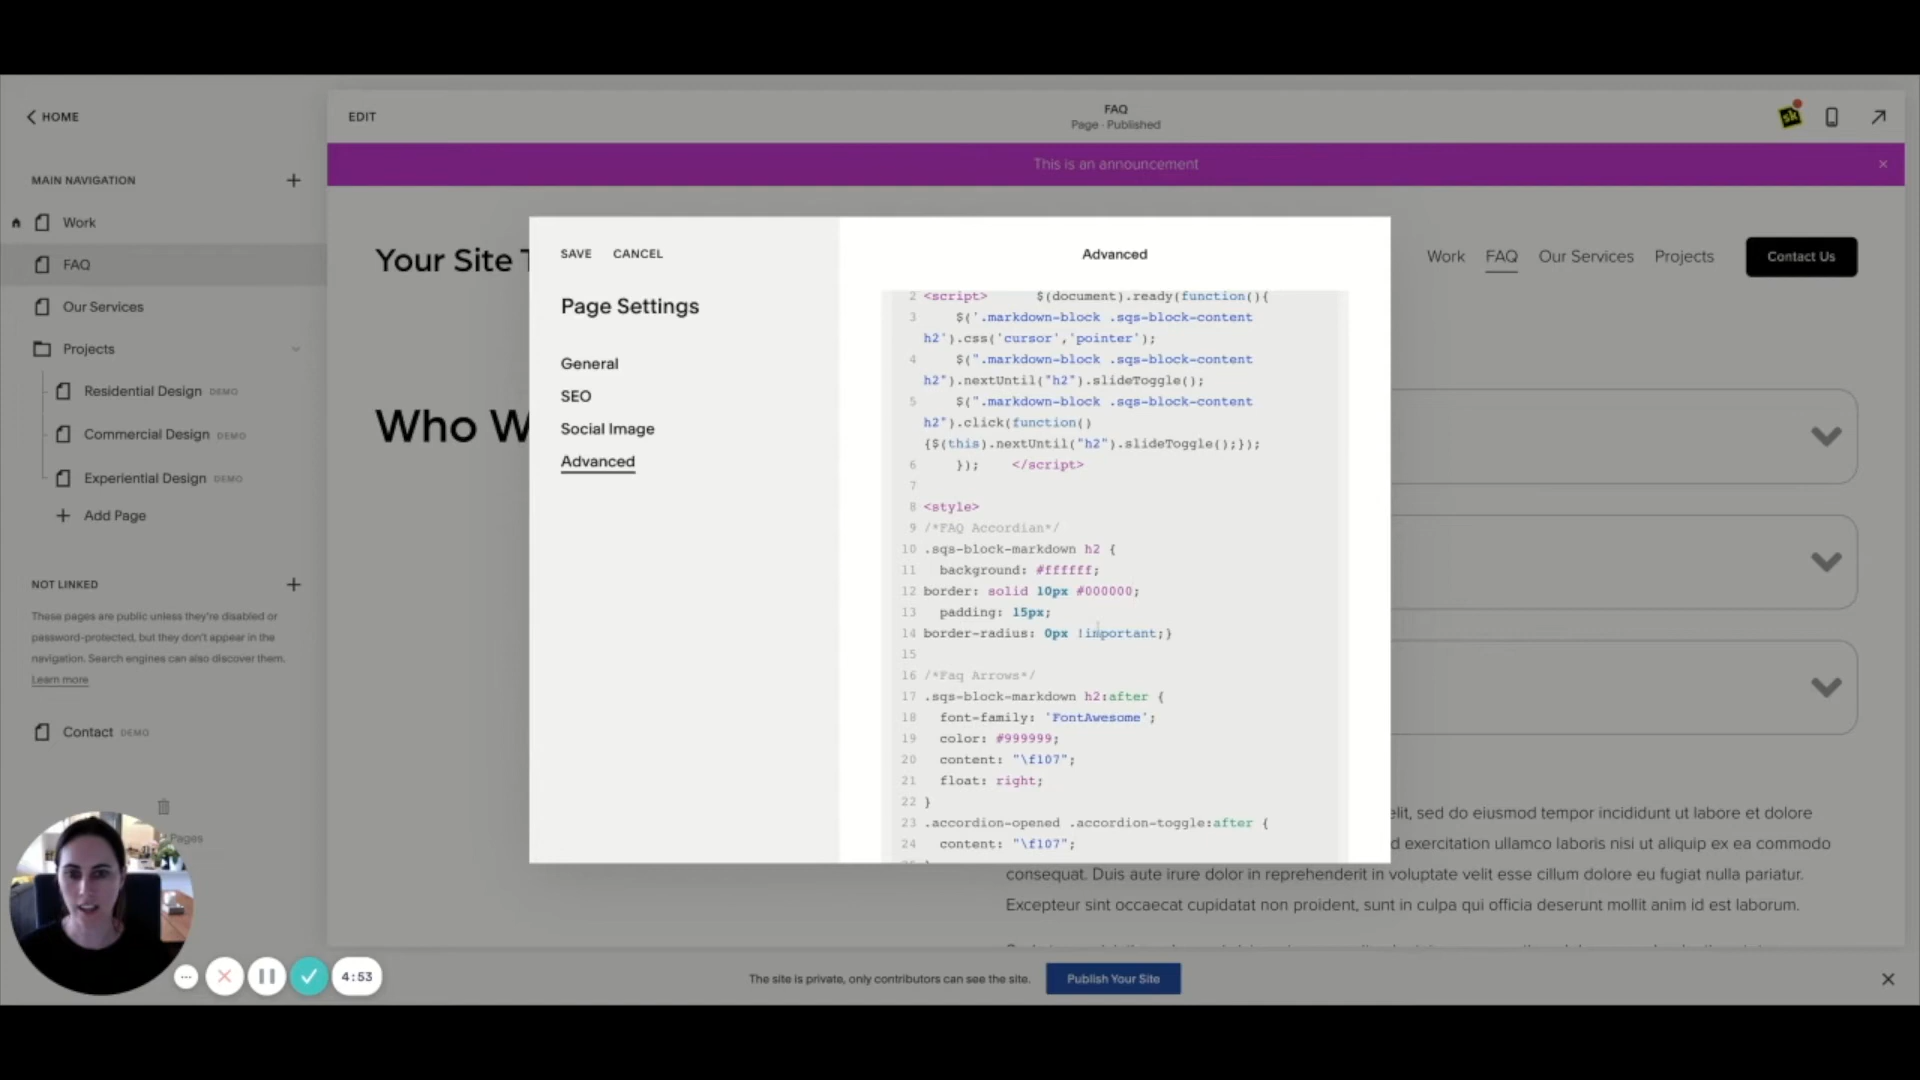 HOME
MAIN NAVIGATION
Work
FAQ
Our Services
Projects
Residential Design DEMO
Commercial Design DEMO
Experiential Design DEMO
Add Page
NOT LINKED
These pages are public unless they're disabled or
password-protected, but they don't appear in the
navigation. Search engines can also discover them.
Learn more
Contact DEMO
Pages
4:53
EDIT
FAQ
Page · Published
sk
This is an announcement
Your Site T
Work FAQ Our Services Projects Contact Us
Who W
SAVE CANCEL
Page Settings
General
SEO
Social Image
Advanced
Advanced
2 <script> $(document).ready(function(){
3 $('.markdown-block .sqs-block-content
h2').css('cursor','pointer');
4 $(".markdown-block .sqs-block-content
h2").nextUntil("h2").slideToggle();
5 $(".markdown-block .sqs-block-content
h2").click(function()
{$(this).nextUntil("h2").slideToggle();});
6 }); </script>
7
8 <style>
9 /*FAQ Accordian*/
10 .sqs-block-markdown h2 {
11 background: #ffffff;
12 border: solid 10px #000000;
13 padding: 15px;
14 border-radius: 0px !important;}
15
16 /*Faq Arrows*/
17 .sqs-block-markdown h2:after {
18 font-family: 'FontAwesome';
19 color: #999999;
20 content: "\f107";
21 float: right;
22 }
23 .accordion-opened .accordion-toggle:after {
24 content: "\f107";
elit, sed do eiusmod tempor incididunt ut labore et dolore
d exercitation ullamco laboris nisi ut aliquip ex ea commodo
consequat. Duis aute irure dolor in reprehenderit in voluptate velit esse cillum dolore eu fugiat nulla pariatur.
Excepteur sint occaecat cupidatat non proident, sunt in culpa qui officia deserunt mollit anim id est laborum.
The site is private, only contributors can see the site. Publish Your Site